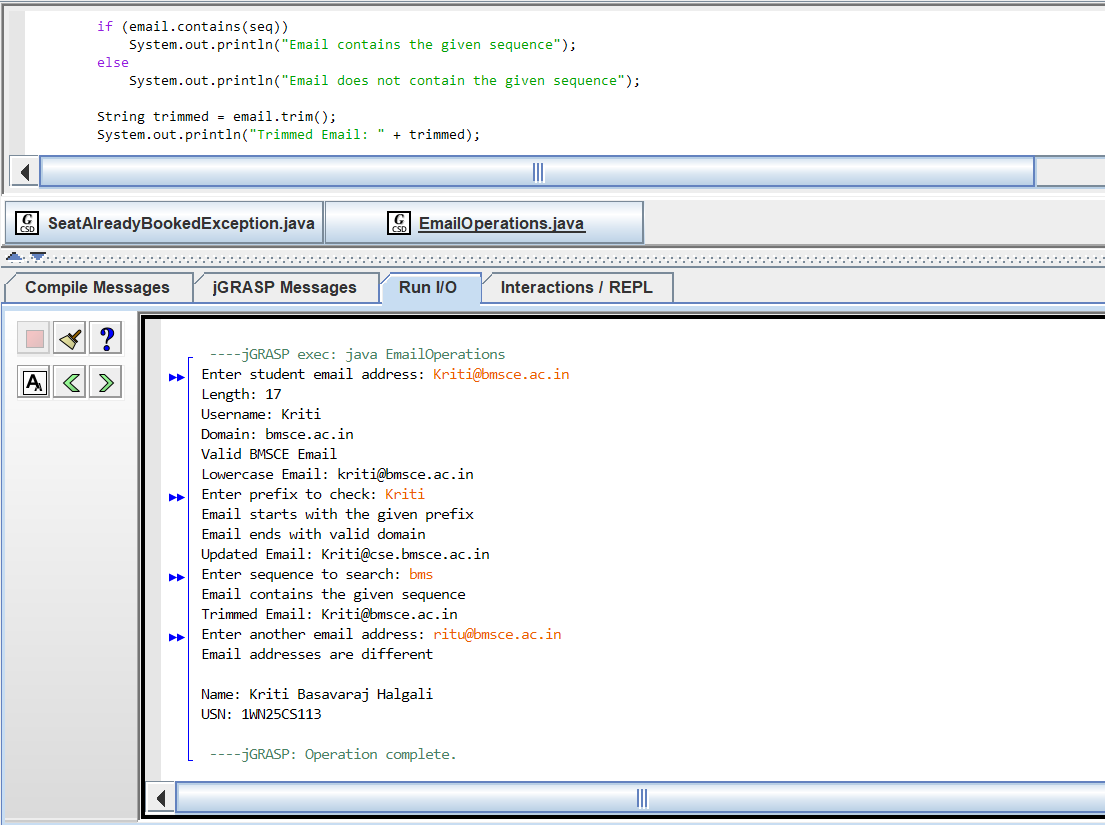 if (email.contains(seq))
System.out.println("Email contains the given sequence");
else
System.out.println("Email does not contain the given sequence");
String trimmed = email.trim();
System.out.println("Trimmed Email: " + trimmed);
G CSD SeatAlreadyBookedException.java G CSD EmailOperations.java
Compile Messages jGRASP Messages Run I/O Interactions / REPL
?
A
----jGRASP exec: java EmailOperations
Enter student email address: Kriti@bmsce.ac.in
Length: 17
Username: Kriti
Domain: bmsce.ac.in
Valid BMSCE Email
Lowercase Email: kriti@bmsce.ac.in
Enter prefix to check: Kriti
Email starts with the given prefix
Email ends with valid domain
Updated Email: Kriti@cse.bmsce.ac.in
Enter sequence to search: bms
Email contains the given sequence
Trimmed Email: Kriti@bmsce.ac.in
Enter another email address: ritu@bmsce.ac.in
Email addresses are different
Name: Kriti Basavaraj Halgali
USN: 1WN25CS113
----jGRASP: Operation complete.